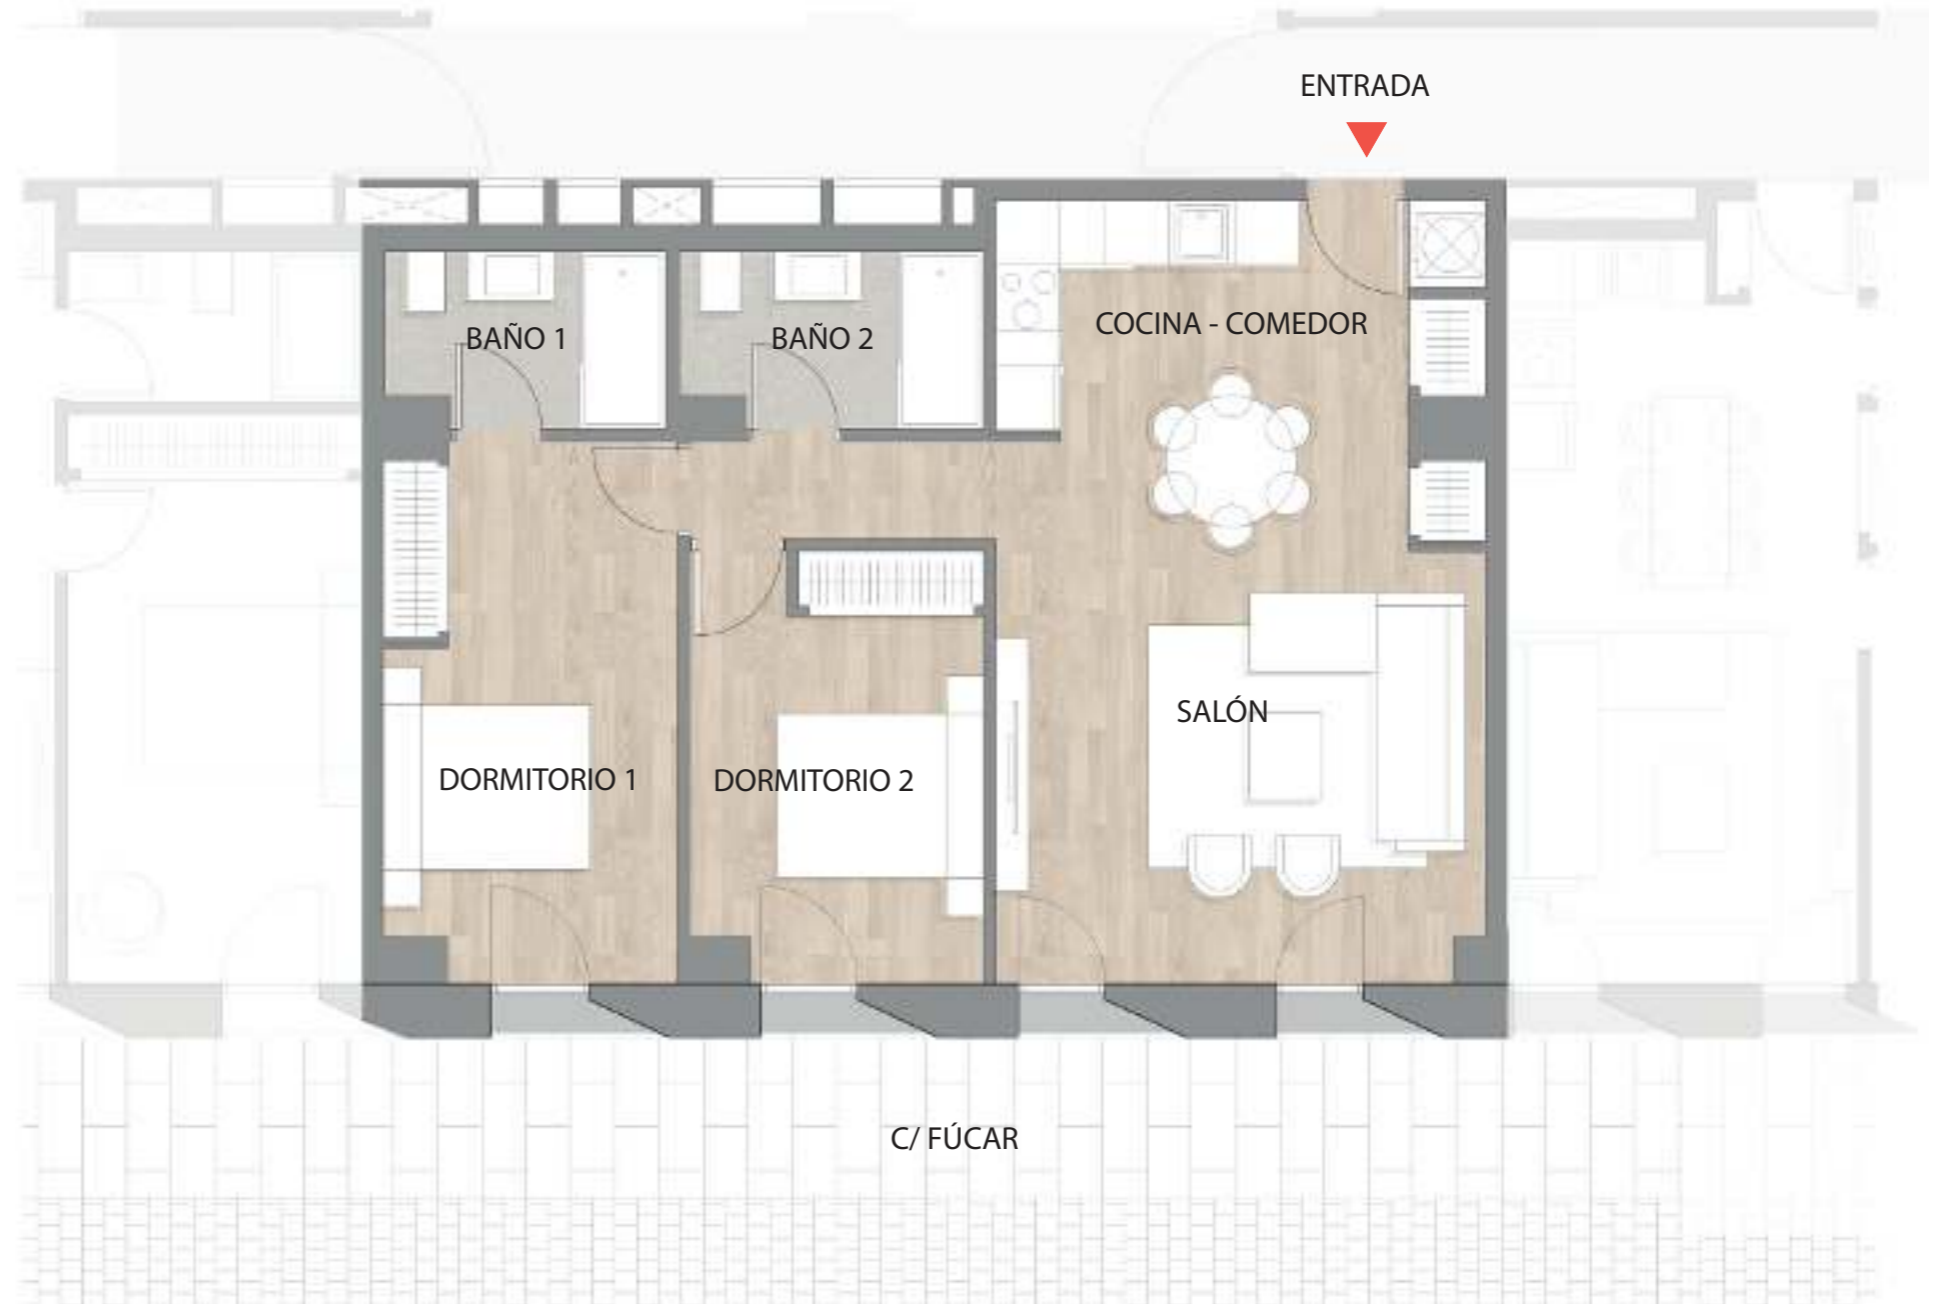 ENTRADA
COCINA - COMEDOR
BAÑO 1
BAÑO 2
SALÓN
DORMITORIO 1
DORMITORIO 2
C/ FÚCAR